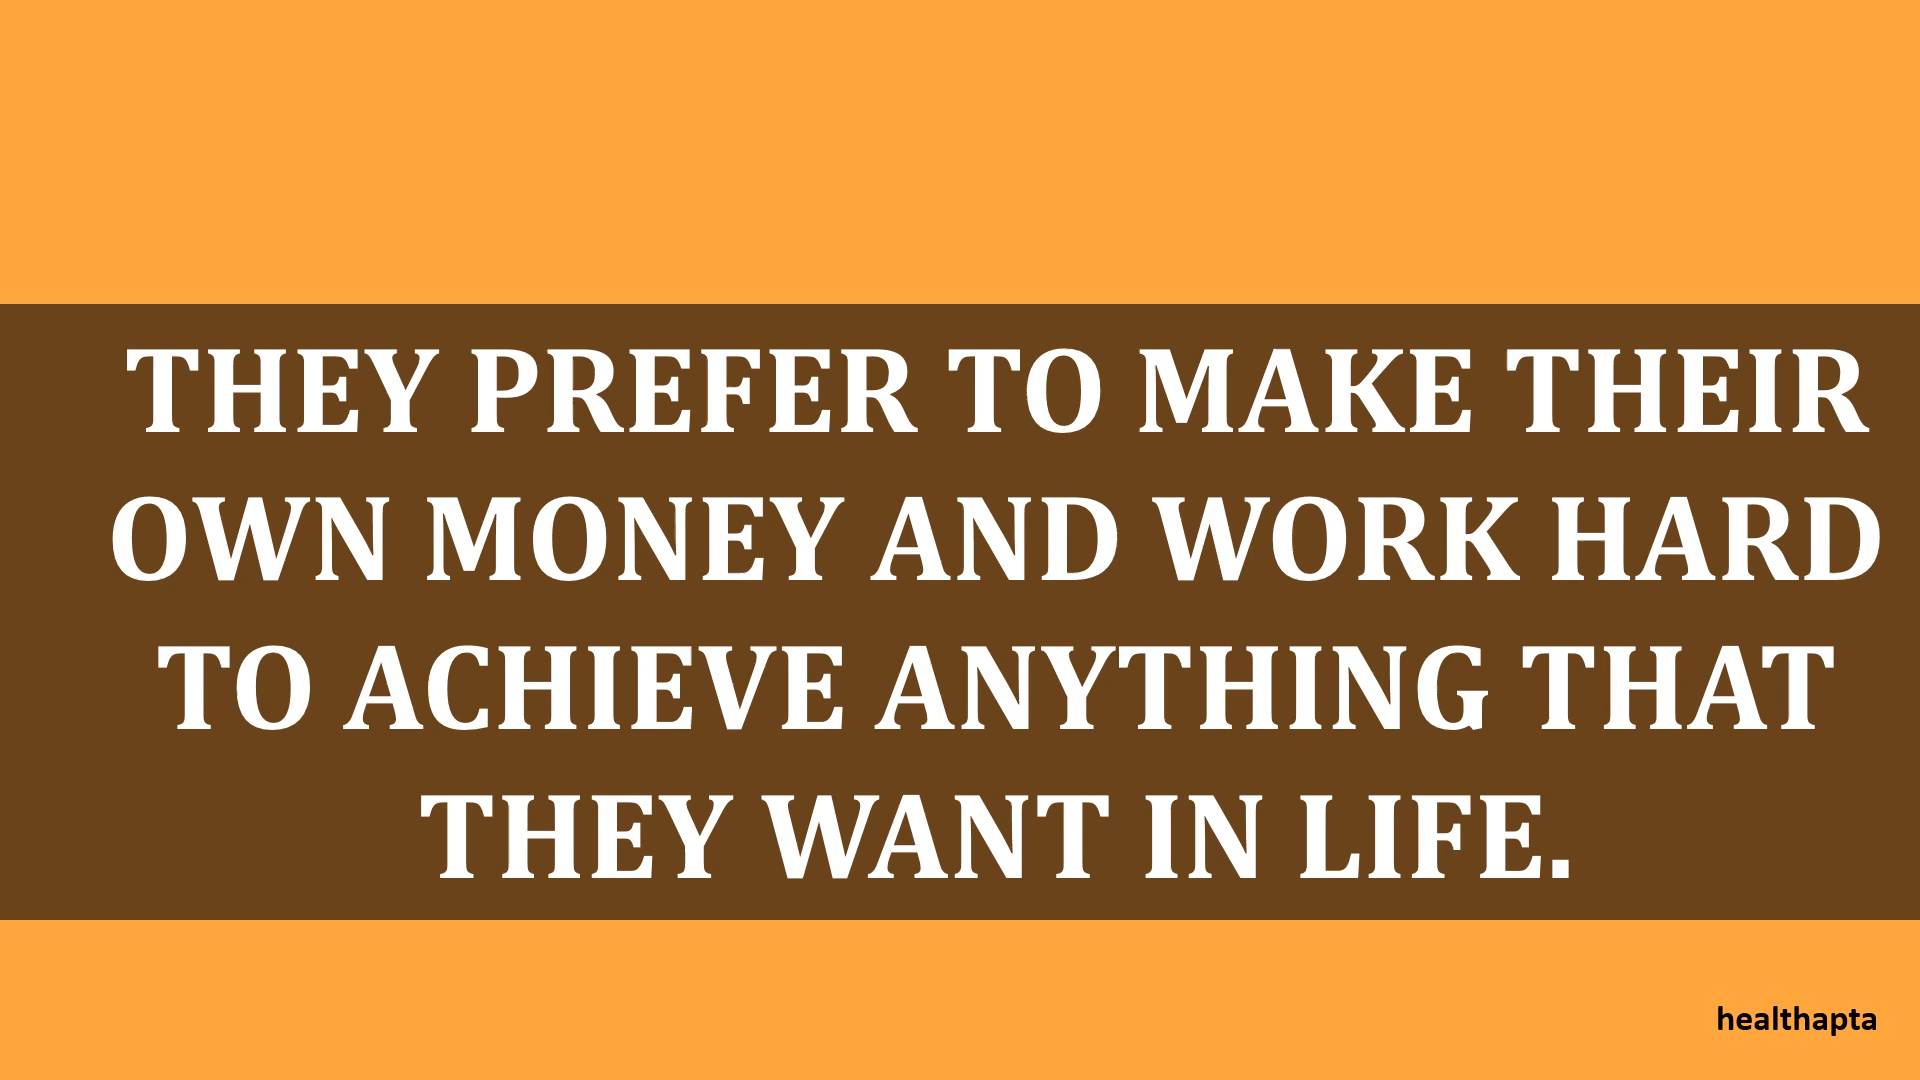 THEY PREFER TO MAKE THEIR
OWN MONEY AND WORK HARD
TO ACHIEVE ANYTHING THAT
THEY WANT IN LIFE.
healthapta